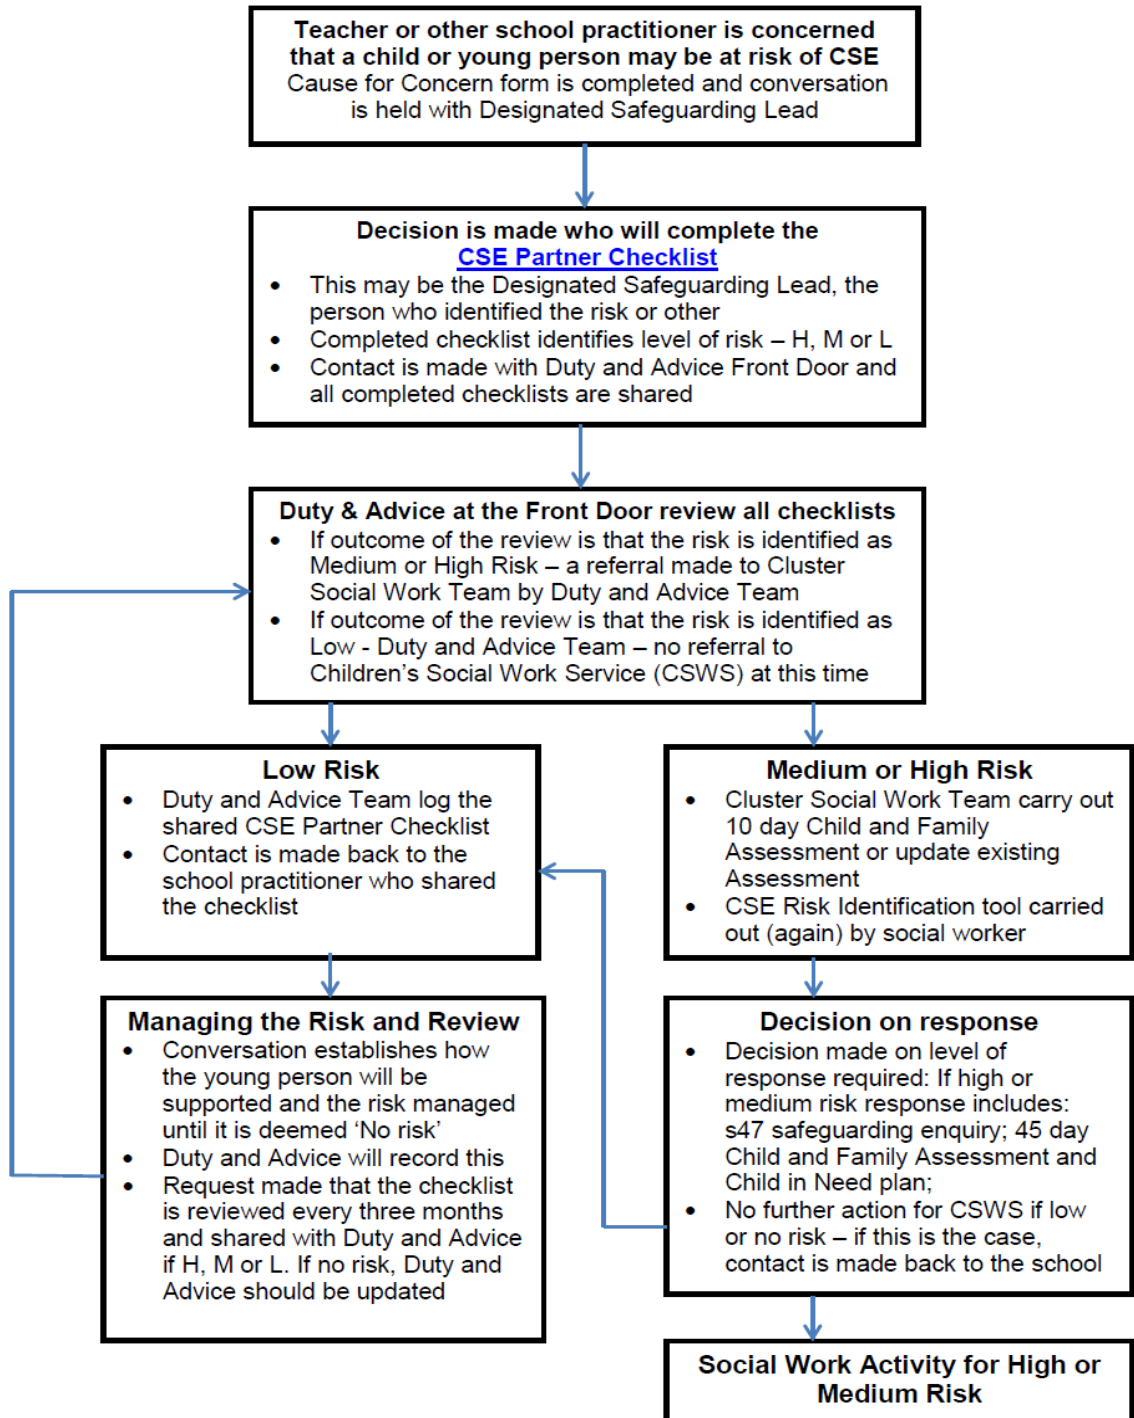 Teacher or other school practitioner is concerned
that a child or young person may be at risk of CSE
Cause for Concern form is completed and conversation
is held with Designated Safeguarding Lead
Decision is made who will complete the
CSE Partner Checklist
• This may be the Designated Safeguarding Lead, the
person who identified the risk or other
• Completed checklist identifies level of risk – H, M or L
• Contact is made with Duty and Advice Front Door and
all completed checklists are shared
Duty & Advice at the Front Door review all checklists
• If outcome of the review is that the risk is identified as
Medium or High Risk – a referral made to Cluster
Social Work Team by Duty and Advice Team
• If outcome of the review is that the risk is identified as
Low - Duty and Advice Team – no referral to
Children’s Social Work Service (CSWS) at this time
Low Risk
• Duty and Advice Team log the
shared CSE Partner Checklist
• Contact is made back to the
school practitioner who shared
the checklist
Medium or High Risk
• Cluster Social Work Team carry out
10 day Child and Family
Assessment or update existing
Assessment
• CSE Risk Identification tool carried
out (again) by social worker
Managing the Risk and Review
• Conversation establishes how
the young person will be
supported and the risk managed
until it is deemed ‘No risk’
• Duty and Advice will record this
• Request made that the checklist
is reviewed every three months
and shared with Duty and Advice
if H, M or L. If no risk, Duty and
Advice should be updated
Decision on response
• Decision made on level of
response required: If high or
medium risk response includes:
s47 safeguarding enquiry; 45 day
Child and Family Assessment and
Child in Need plan;
• No further action for CSWS if low
or no risk – if this is the case,
contact is made back to the school
Social Work Activity for High or
Medium Risk